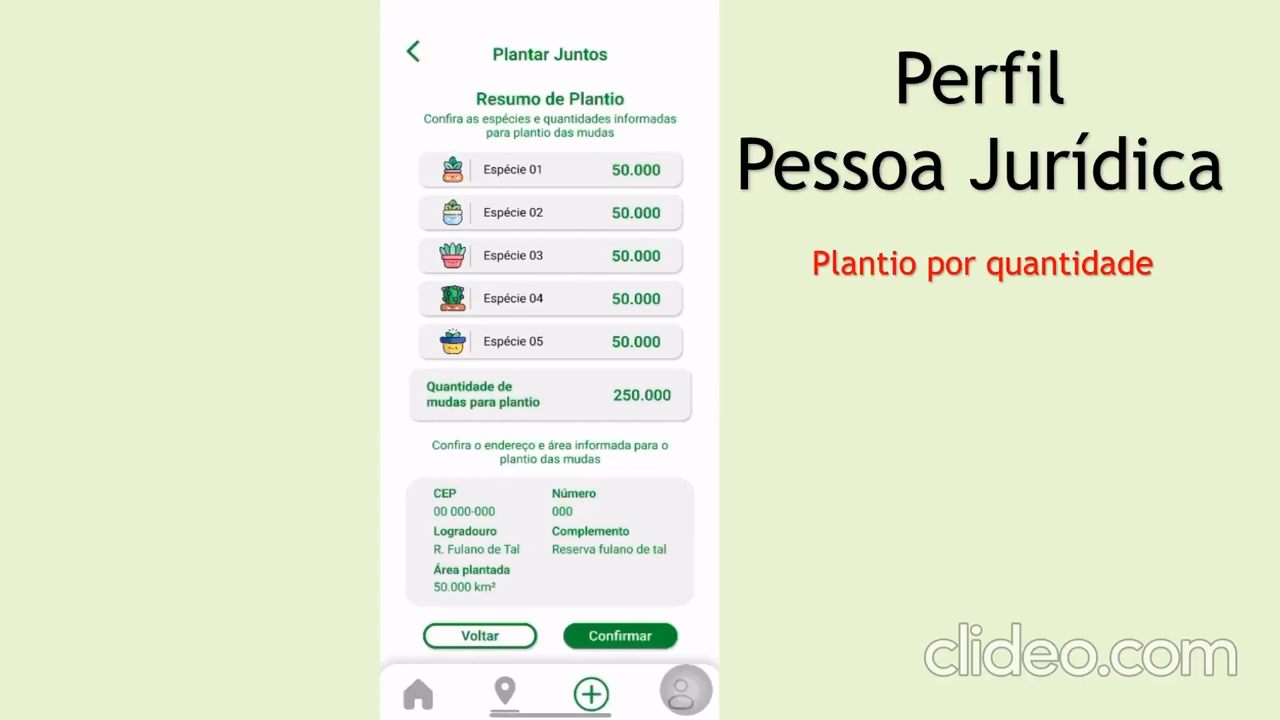 Plantar Juntos
Resumo de Plantio
Confira as espécies e quantidades informadas
para plantio das mudas
Espécie 01 50.000
Espécie 02 50.000
Espécie 03 50.000
Espécie 04 50.000
Espécie 05 50.000
Quantidade de
mudas para plantio
250.000
Confira o endereço e área informada para o
plantio das mudas
CEP Número
00 000-000 000
Logradouro Complemento
R. Fulano de Tal Reserva fulano de tal
Área plantada
50.000 km²
Voltar Confirmar
Perfil
Pessoa Jurídica
Plantio por quantidade
clideo.com